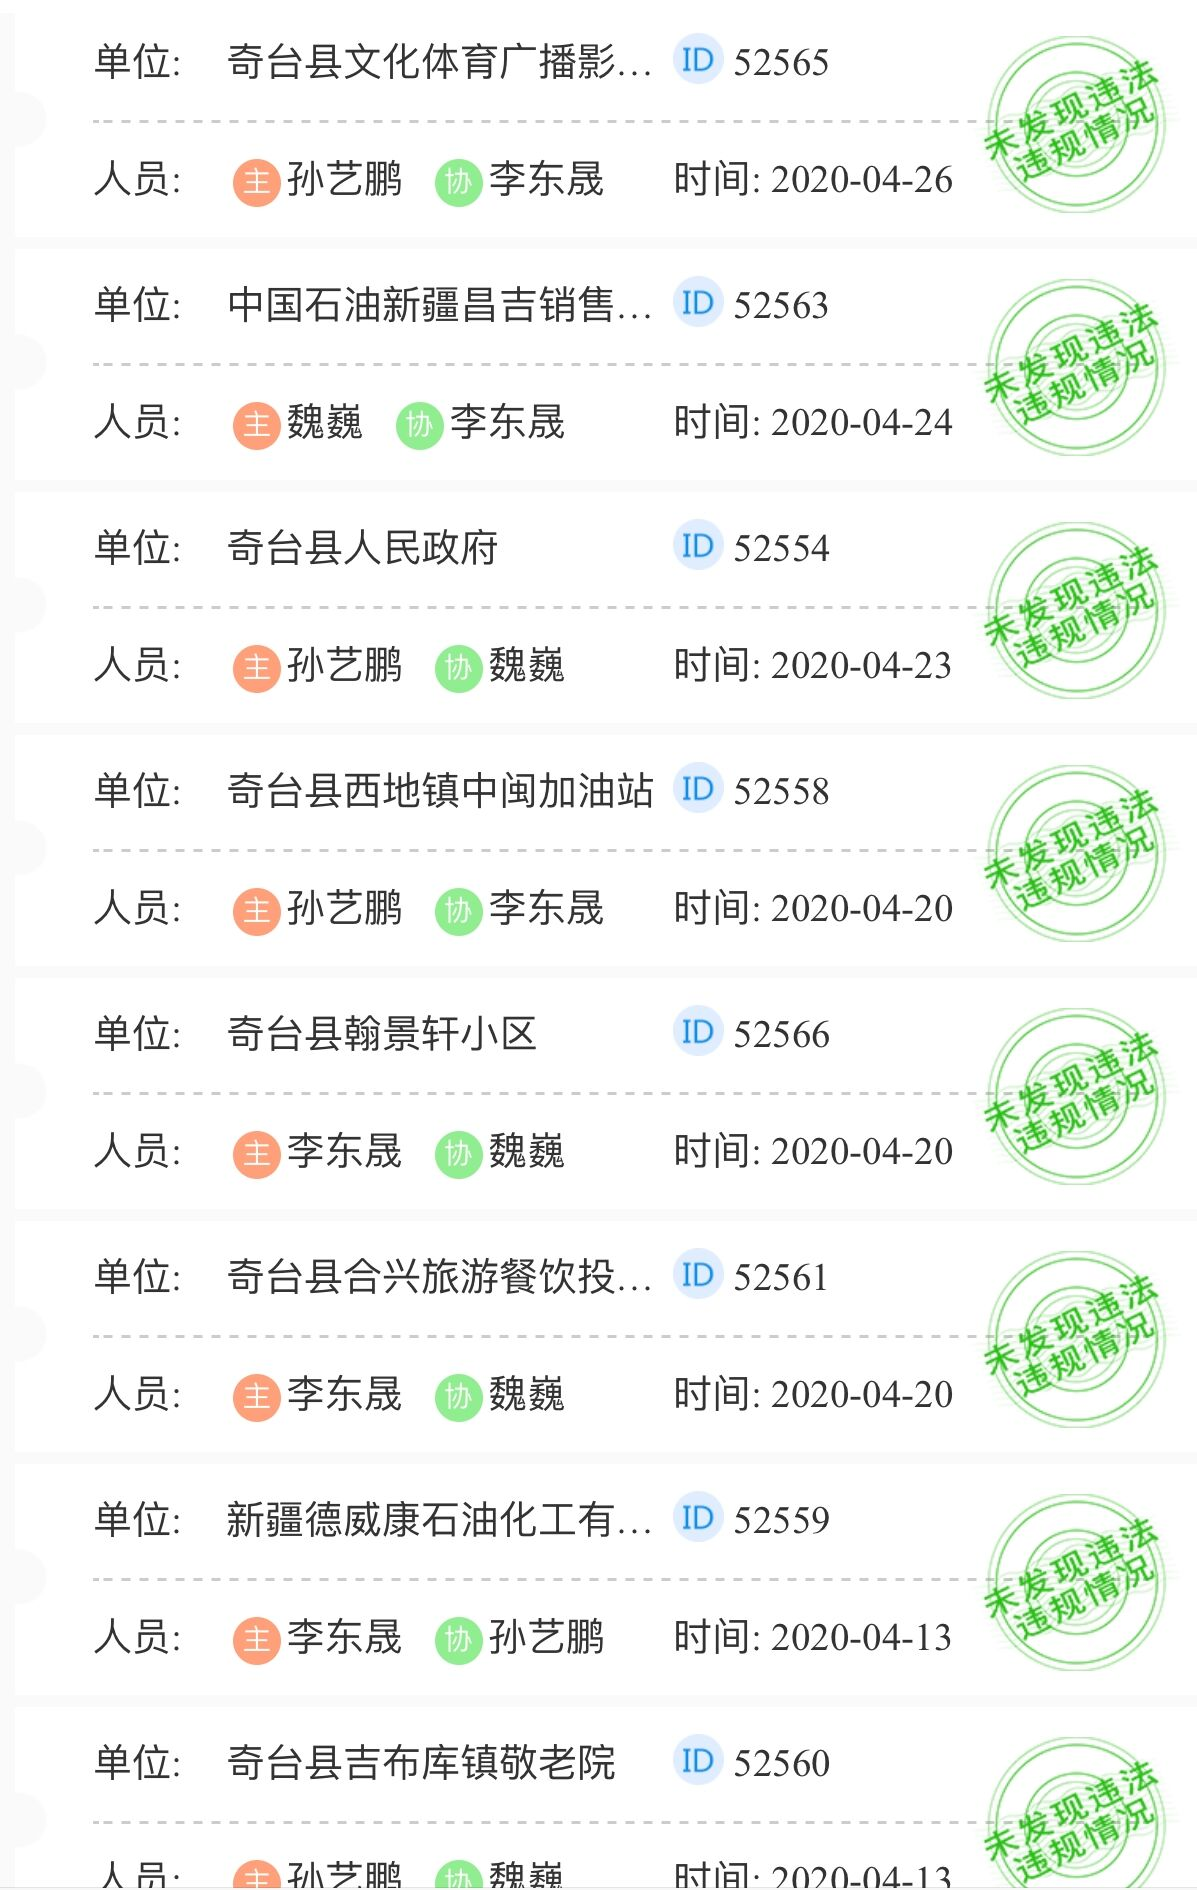 单位: 奇台县文化体育广播影... ID 52565
未发现违法
违规情况
人员: 主 孙艺鹏 协 李东晟 时间: 2020-04-26
单位: 中国石油新疆昌吉销售... ID 52563
未发现违法
违规情况
人员: 主 魏巍 协 李东晟 时间: 2020-04-24
单位: 奇台县人民政府 ID 52554
未发现违法
违规情况
人员: 主 孙艺鹏 协 魏巍 时间: 2020-04-23
单位: 奇台县西地镇中闽加油站 ID 52558
未发现违法
违规情况
人员: 主 孙艺鹏 协 李东晟 时间: 2020-04-20
单位: 奇台县翰景轩小区 ID 52566
未发现违法
违规情况
人员: 主 李东晟 协 魏巍 时间: 2020-04-20
单位: 奇台县合兴旅游餐饮投... ID 52561
未发现违法
违规情况
人员: 主 李东晟 协 魏巍 时间: 2020-04-20
单位: 新疆德威康石油化工有... ID 52559
未发现违法
违规情况
人员: 主 李东晟 协 孙艺鹏 时间: 2020-04-13
单位: 奇台县吉布库镇敬老院 ID 52560
未发现违法
违规情况
人员: 主 孙艺鹏 协 魏巍 时间: 2020-04-13